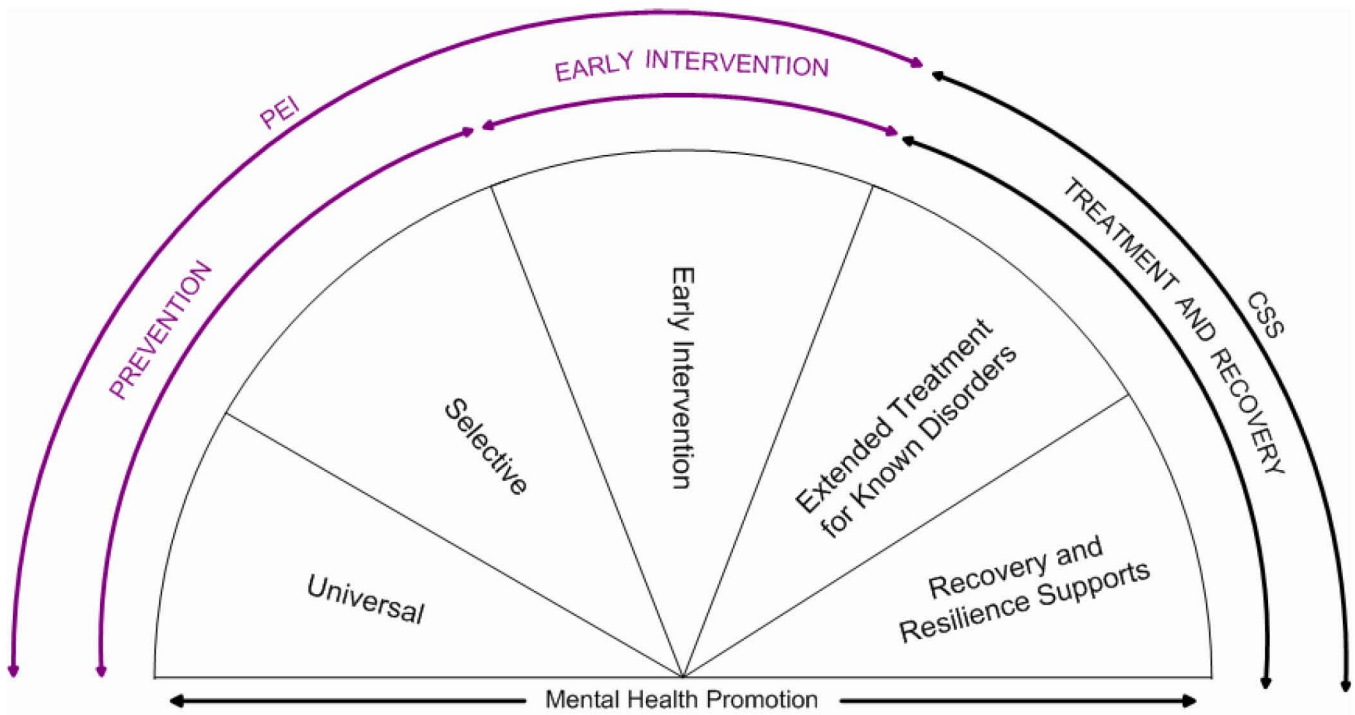 PEI
EARLY INTERVENTION
PREVENTION
TREATMENT AND RECOVERY
CSS
Universal
Selective
Early Intervention
Extended Treatment
for Known Disorders
Recovery and
Resilience Supports
Mental Health Promotion